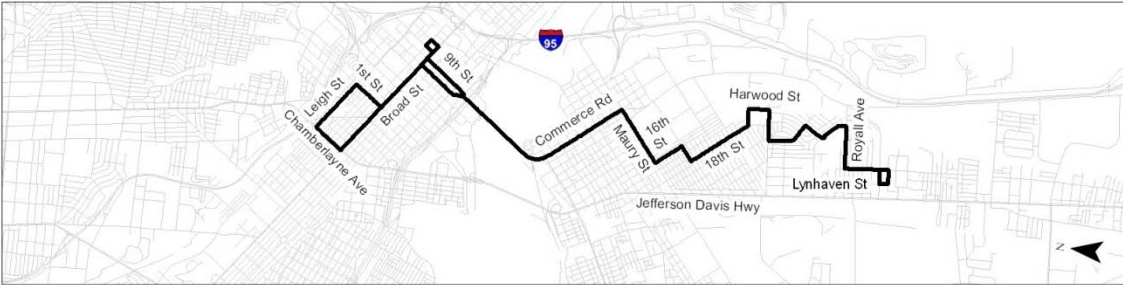 95
9th St
1st St
Leigh St
Broad St
Chamberlayne Ave
Commerce Rd
Maury St
16th
St
18th St
Harwood St
Royall Ave
Lynhaven St
Jefferson Davis Hwy
N